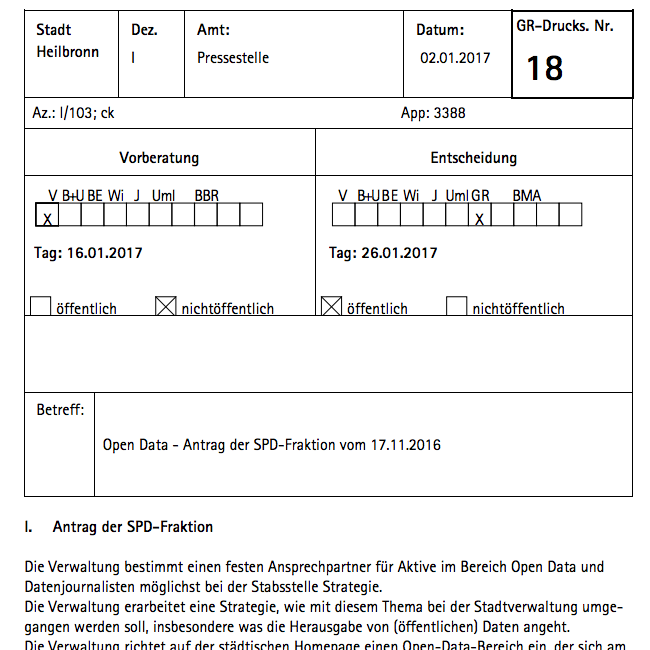 Stadt
Heilbronn
Dez.
I
Amt:
Pressestelle
Datum:
02.01.2017
GR-Drucks. Nr.
18
Az.: I/103; ck
App: 3388
Vorberatung
V B+U BE Wi J Uml BBR
X
Tag: 16.01.2017
öffentlich
nichtöffentlich
Entscheidung
V B+U BE Wi J Uml GR BMA
X
Tag: 26.01.2017
öffentlich
nichtöffentlich
Betreff:
Open Data - Antrag der SPD-Fraktion vom 17.11.2016
I. Antrag der SPD-Fraktion
Die Verwaltung bestimmt einen festen Ansprechpartner für Aktive im Bereich Open Data und
Datenjournalisten möglichst bei der Stabsstelle Strategie.
Die Verwaltung erarbeitet eine Strategie, wie mit diesem Thema bei der Stadtverwaltung umge-
gangen werden soll, insbesondere was die Herausgabe von (öffentlichen) Daten angeht.
Die Verwaltung richtet auf der städtischen Homepage einen Open-Data-Bereich ein, der sich am